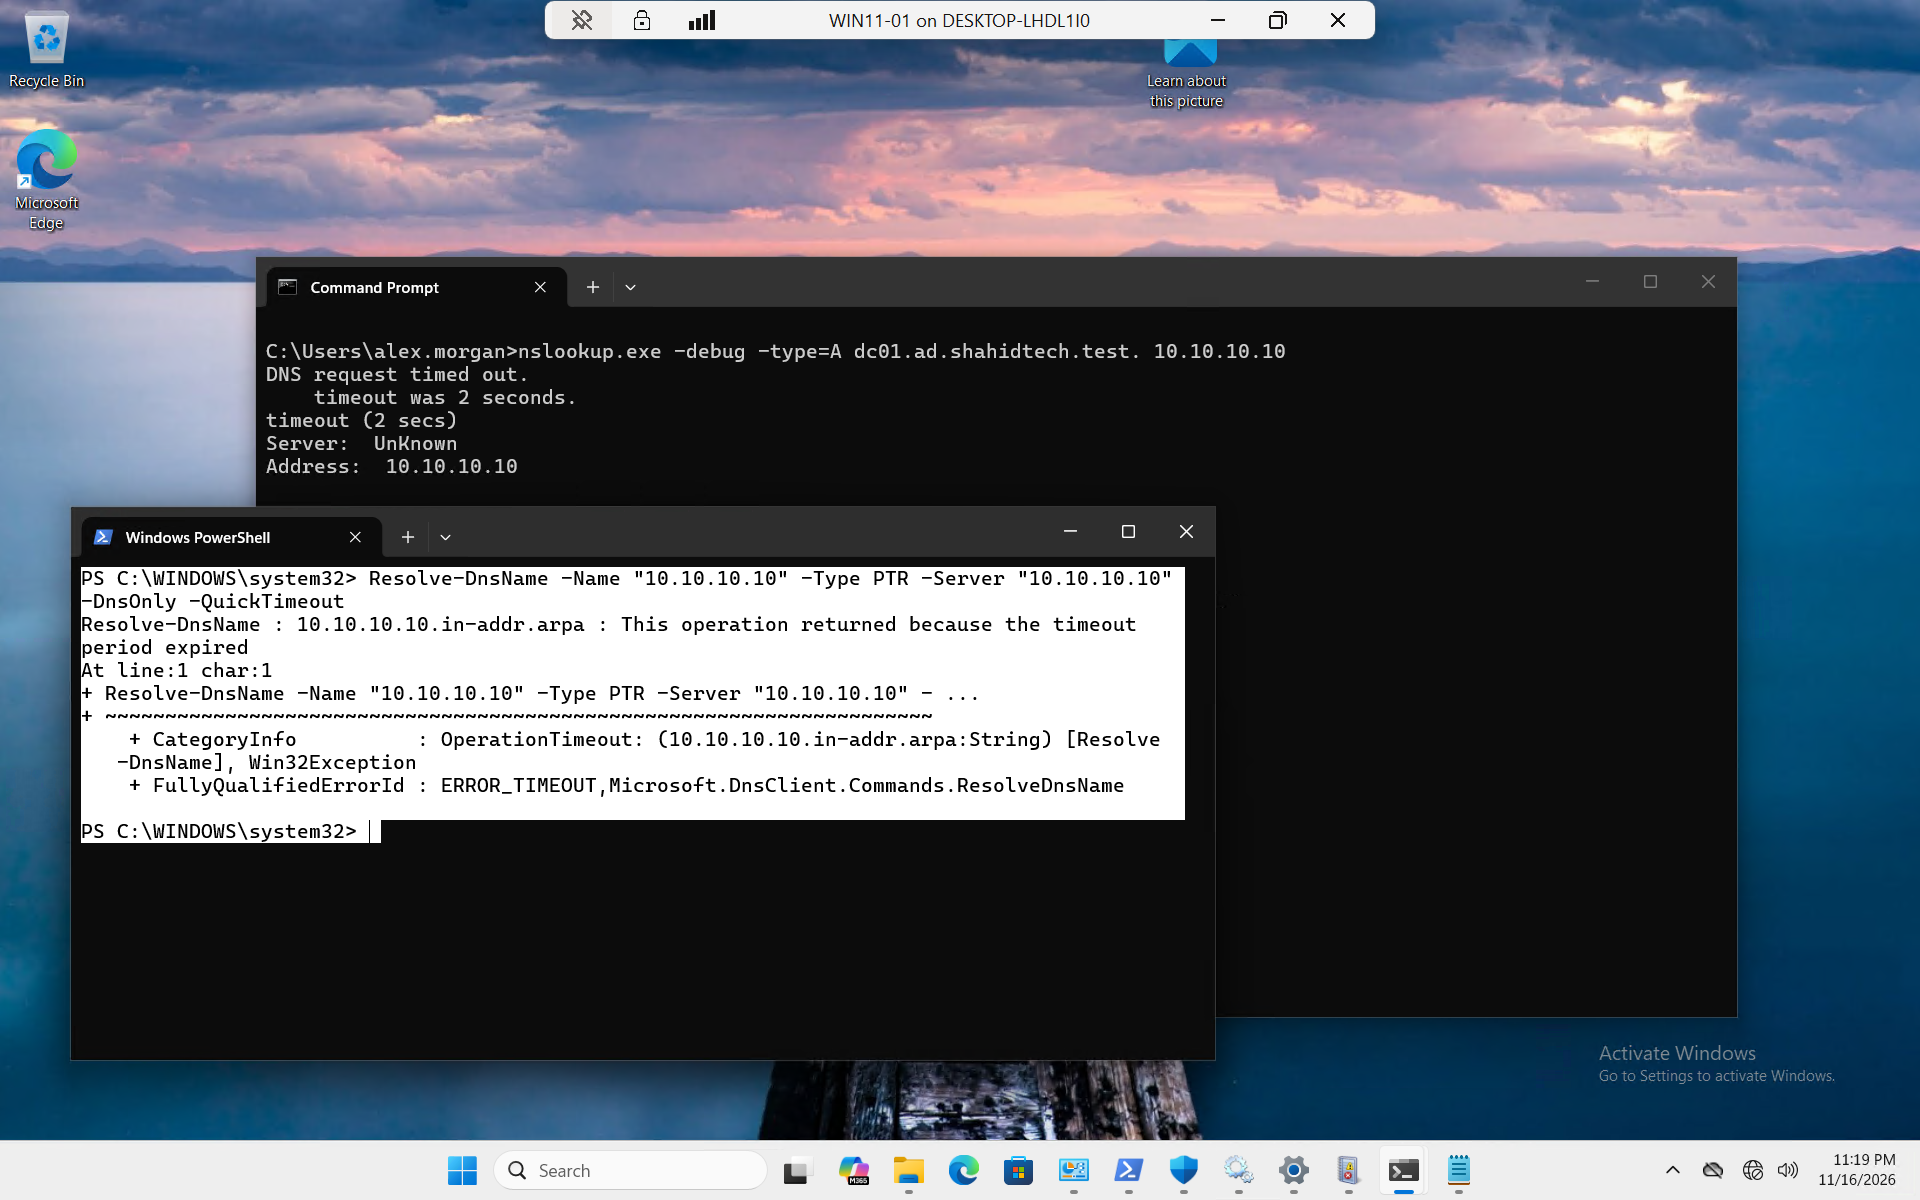 WIN11-01 on DESKTOP-LHDL1I0
Recycle Bin
Learn about
this picture
Microsoft
Edge
Command Prompt
C:\Users\alex.morgan>nslookup.exe -debug -type=A dc01.ad.shahidtech.test. 10.10.10.10
DNS request timed out.
timeout was 2 seconds.
timeout (2 secs)
Server:  UnKnown
Address:  10.10.10.10
Windows PowerShell
PS C:\WINDOWS\system32> Resolve-DnsName -Name "10.10.10.10" -Type PTR -Server "10.10.10.10"
-DnsOnly -QuickTimeout
Resolve-DnsName : 10.10.10.10.in-addr.arpa : This operation returned because the timeout
period expired
At line:1 char:1
+ Resolve-DnsName -Name "10.10.10.10" -Type PTR -Server "10.10.10.10" - ...
+ ~~~~~~~~~~~~~~~~~~~~~~~~~~~~~~~~~~~~~~~~~~~~~~~~~~~~~~~~~~~~~~~~~~~~~
+ CategoryInfo          : OperationTimeout: (10.10.10.10.in-addr.arpa:String) [Resolve
-DnsName], Win32Exception
+ FullyQualifiedErrorId : ERROR_TIMEOUT,Microsoft.DnsClient.Commands.ResolveDnsName
PS C:\WINDOWS\system32>
Activate Windows
Go to Settings to activate Windows.
Search
M365
11:19 PM
11/16/2026